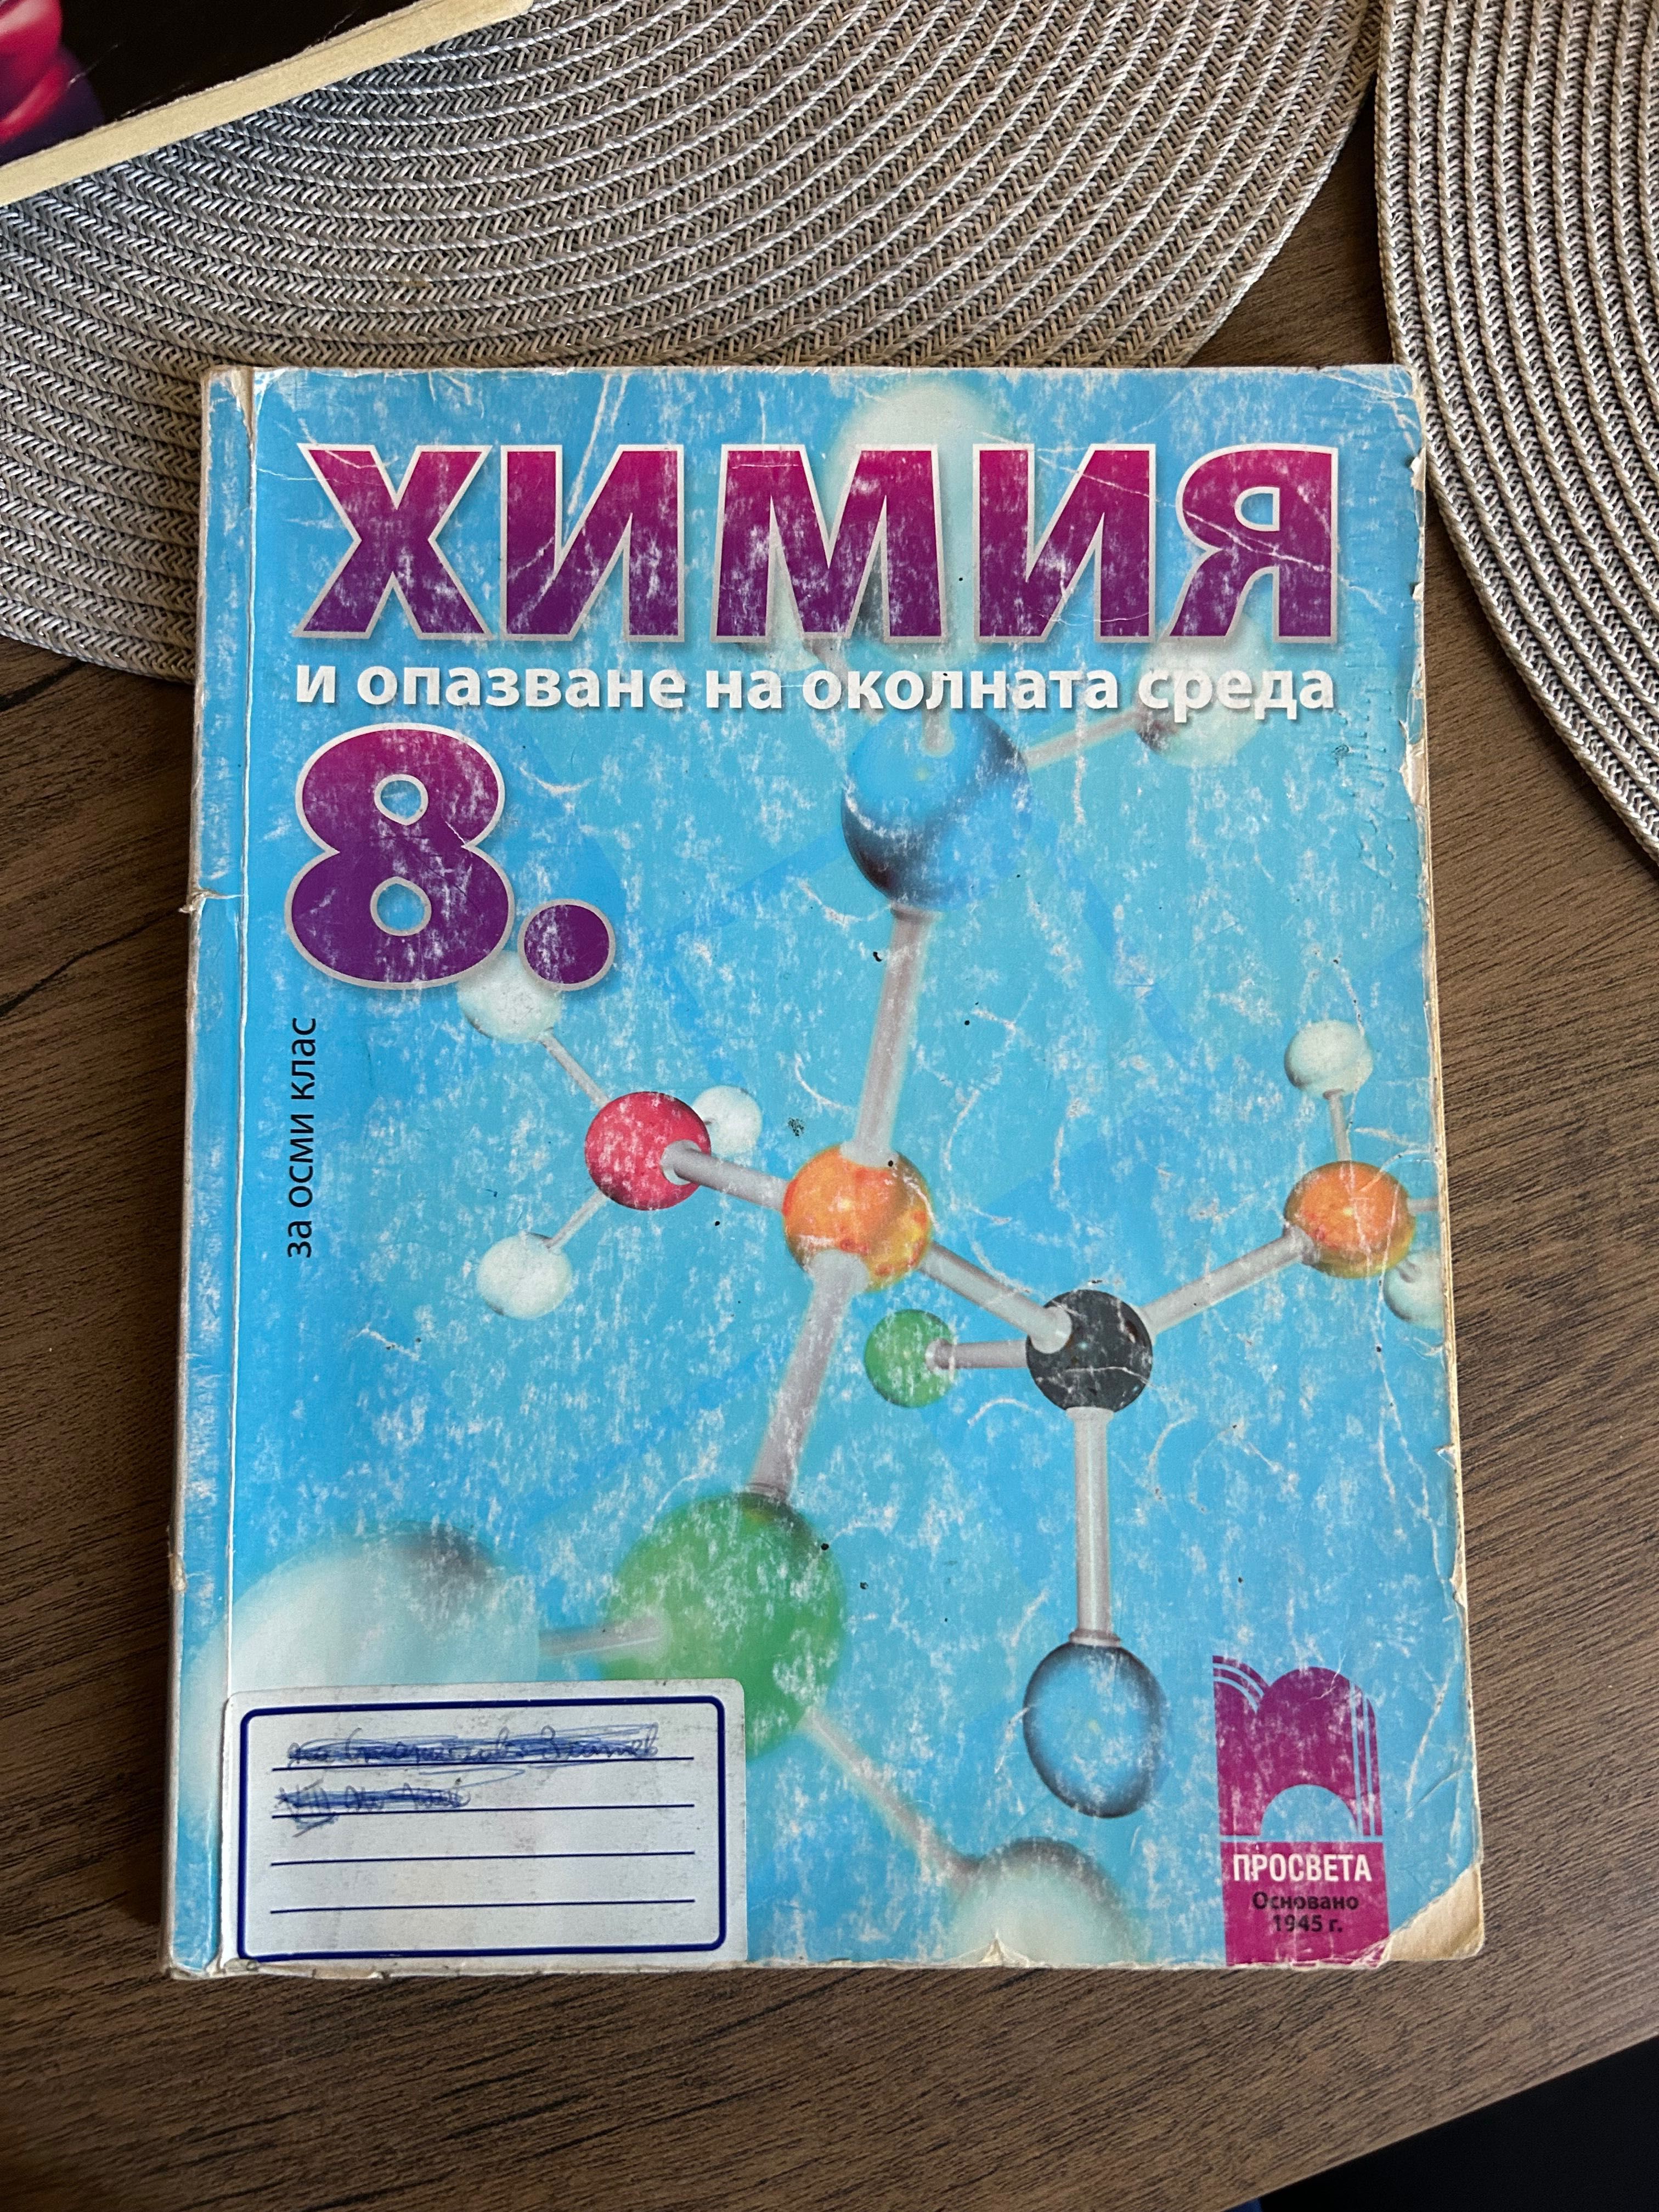 ХИМИЯ
и опазване на околната среда
8.
за осми клас
ПРОСВЕТА
Основано
1945 г.